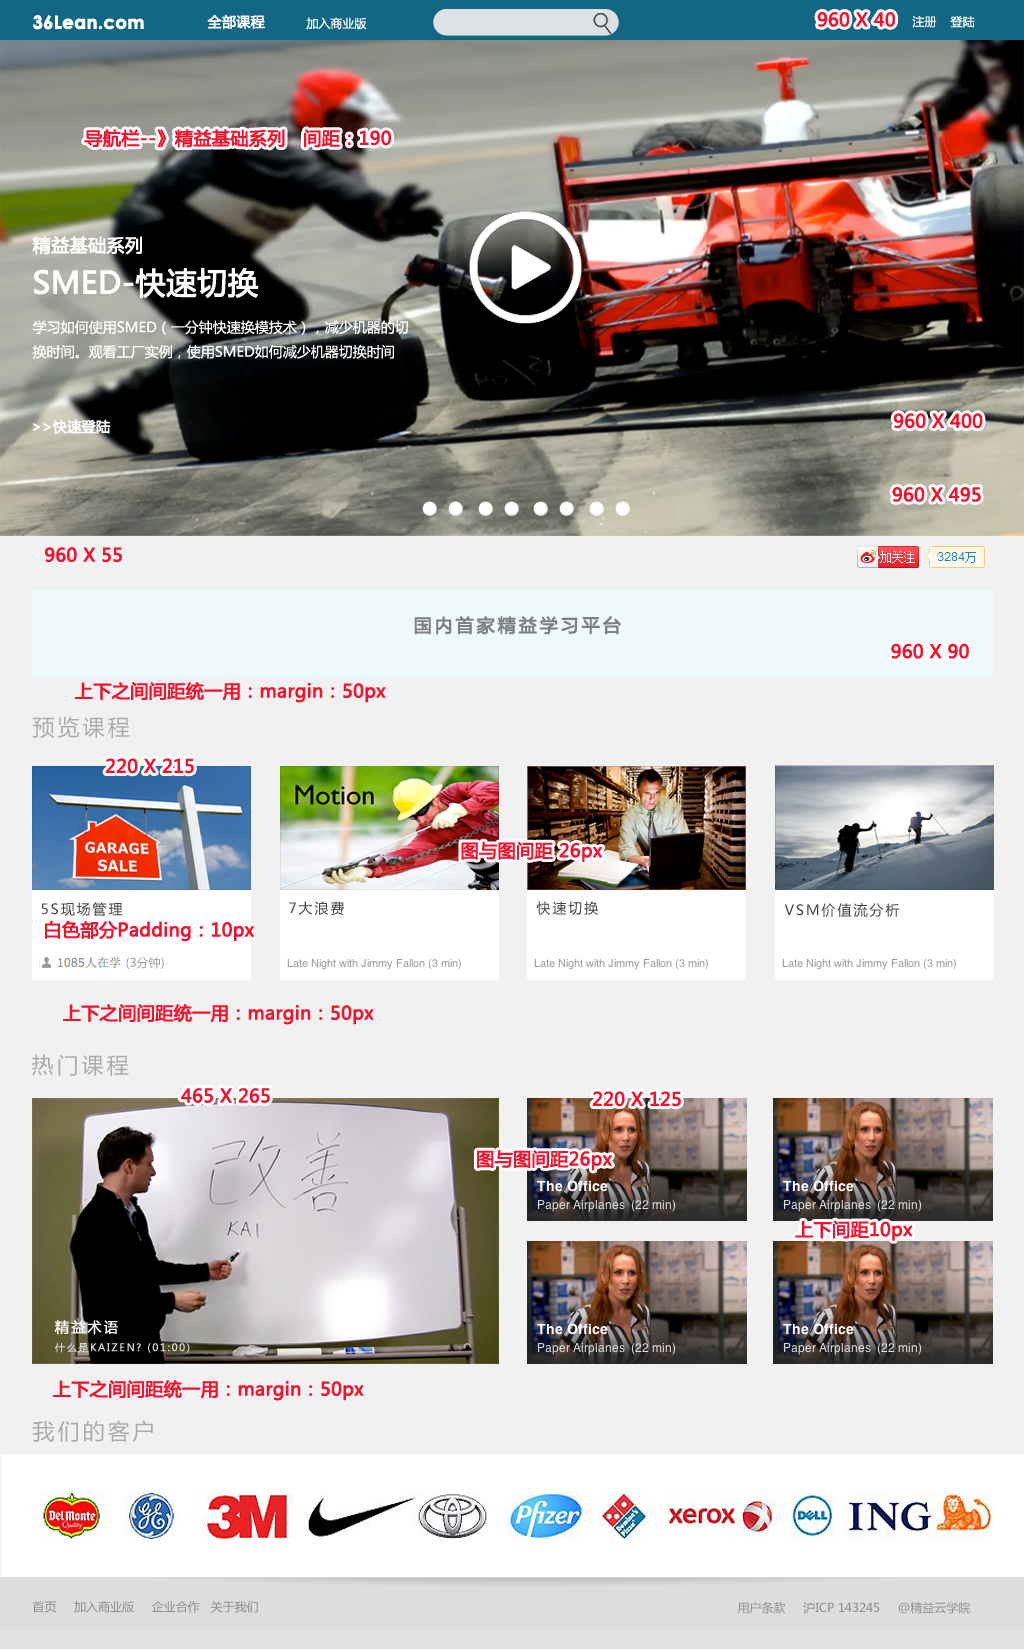 36Lean.com
全部课程
加入商业版
960 X 40
注册
登陆
导航栏--》精益基础系列 间距：190
精益基础系列
SMED-快速切换
学习如何使用SMED（一分钟快速换模技术），减少机器的切
换时间。观看工厂实例，使用SMED如何减少机器切换时间
>>快速登陆
960 X 400
960 X 495
960 X 55
加关注
3284万
国内首家精益学习平台
960 X 90
上下之间间距统一用：margin：50px
预览课程
220 X 215
GARAGE
SALE
Motion
图与图间距 26px
5S现场管理
7大浪费
快速切换
VSM价值流分析
白色部分Padding：10px
1085人在学 (3分钟)
Late Night with Jimmy Fallon (3 min)
Late Night with Jimmy Fallon (3 min)
Late Night with Jimmy Fallon (3 min)
上下之间间距统一用：margin：50px
热门课程
465 X 265
220 X 125
改善
KAI
图与图间距26px
The Office
Paper Airplanes (22 min)
The Office
Paper Airplanes (22 min)
上下间距10px
精益术语
什么是KAIZEN? (01:00)
The Office
Paper Airplanes (22 min)
The Office
Paper Airplanes (22 min)
上下之间间距统一用：margin：50px
我们的客户
Del Monte
Quality
GE
3M
Pfizer
Domino's
Pizza
xerox
DELL
ING
首页
加入商业版
企业合作
关于我们
用户条款
沪ICP 143245
@精益云学院